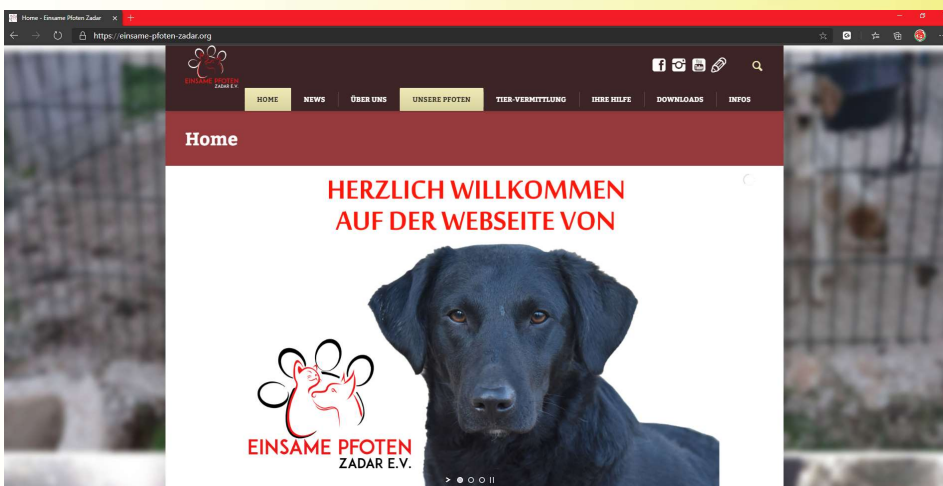 Home - Einsame Pfoten Zadar
https://einsame-pfoten-zadar.org
EINSAME PFOTEN
ZADAR E.V.
HOME NEWS ÜBER UNS UNSERE PFOTEN TIER-VERMITTLUNG IHRE HILFE DOWNLOADS INFOS
Home
HERZLICH WILLKOMMEN
AUF DER WEBSEITE VON
EINSAME PFOTEN
ZADAR E.V.